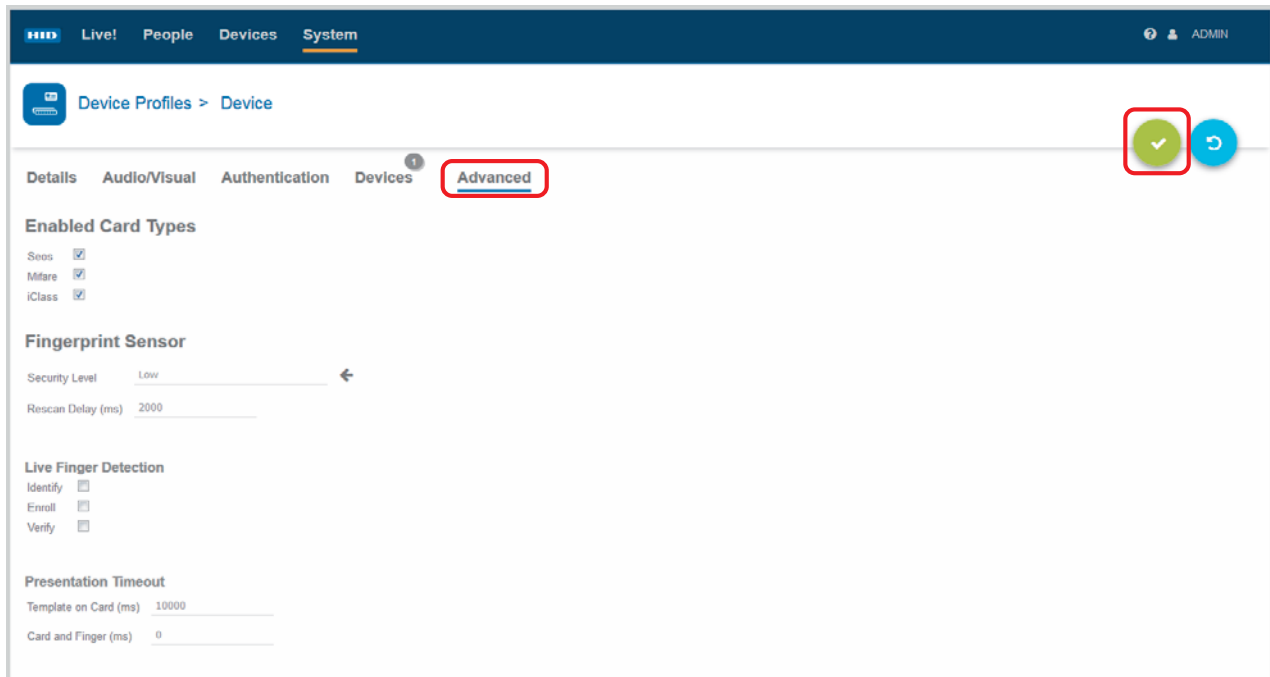 HID Live! People Devices System ADMIN
Device Profiles > Device
Details Audio/Visual Authentication Devices 1 Advanced
Enabled Card Types
Seos
Mifare
iClass
Fingerprint Sensor
Security Level Low
Rescan Delay (ms) 2000
Live Finger Detection
Identify
Enroll
Verify
Presentation Timeout
Template on Card (ms) 10000
Card and Finger (ms) 0